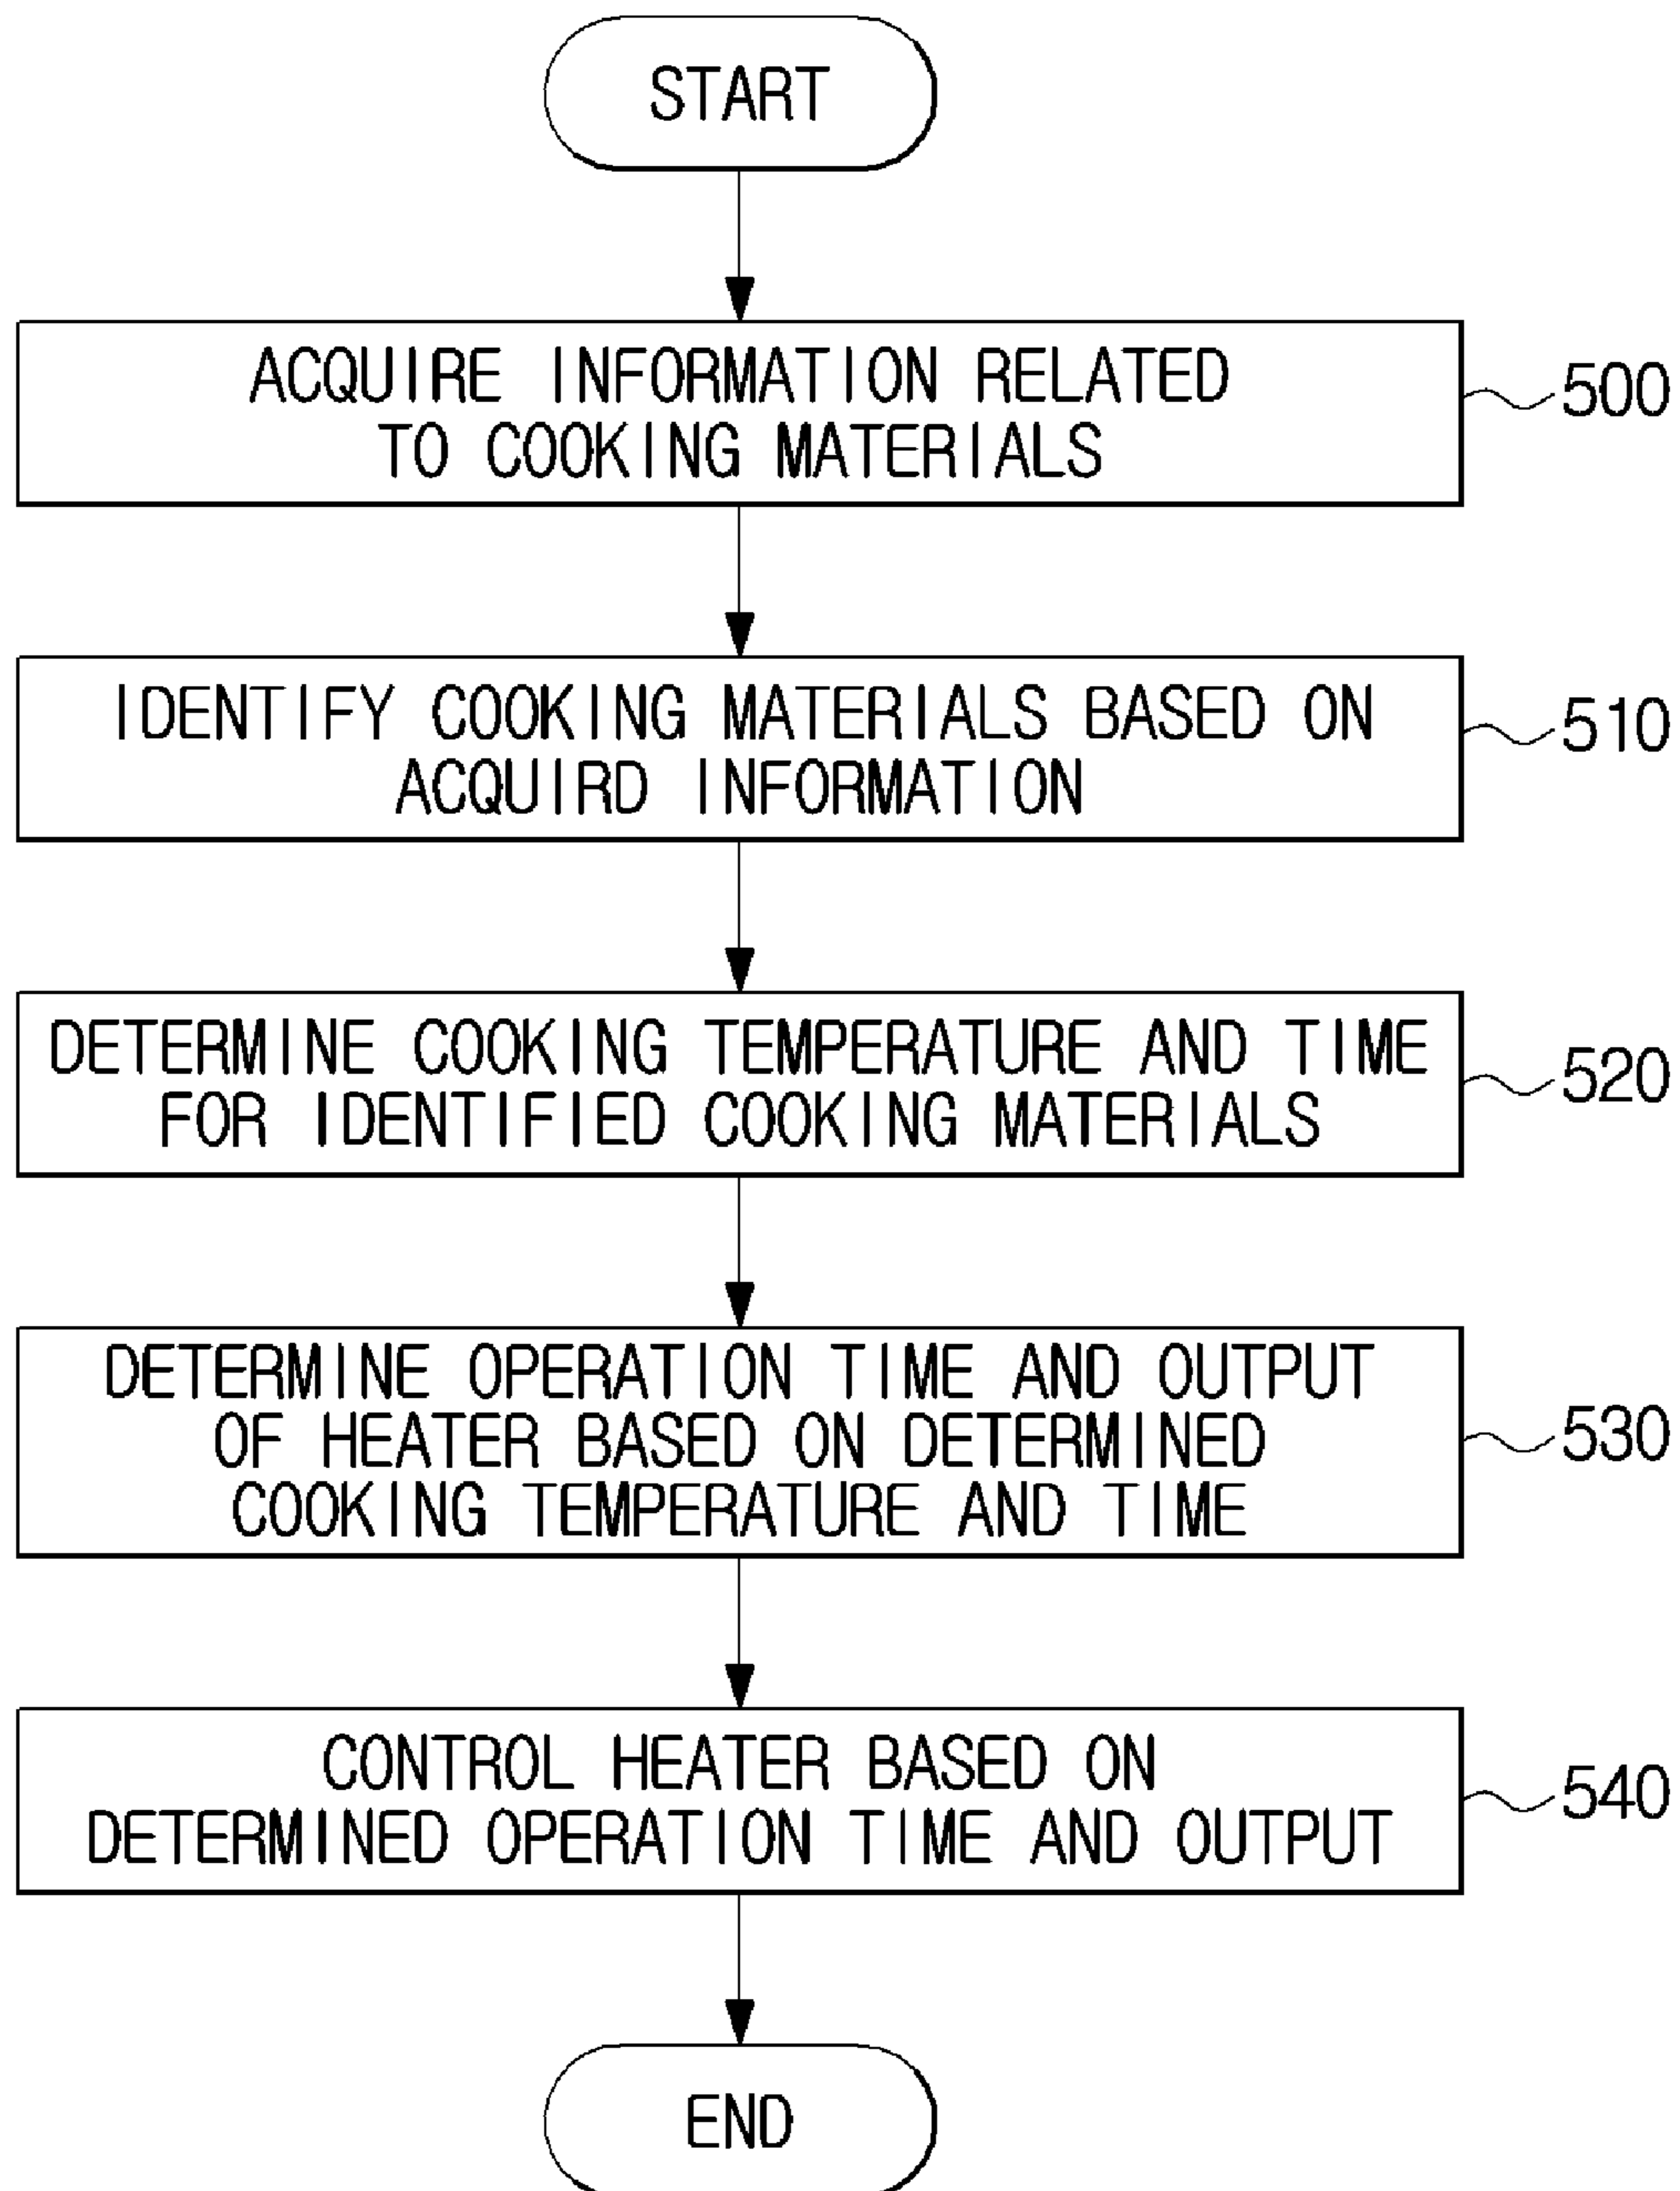 START
ACQUIRE INFORMATION RELATED
TO COOKING MATERIALS
500
IDENTIFY COOKING MATERIALS BASED ON
ACQUIRD INFORMATION
510
DETERMINE COOKING TEMPERATURE AND TIME
FOR IDENTIFIED COOKING MATERIALS
520
DETERMINE OPERATION TIME AND OUTPUT
OF HEATER BASED ON DETERMINED
COOKING TEMPERATURE AND TIME
530
CONTROL HEATER BASED ON
DETERMINED OPERATION TIME AND OUTPUT
540
END